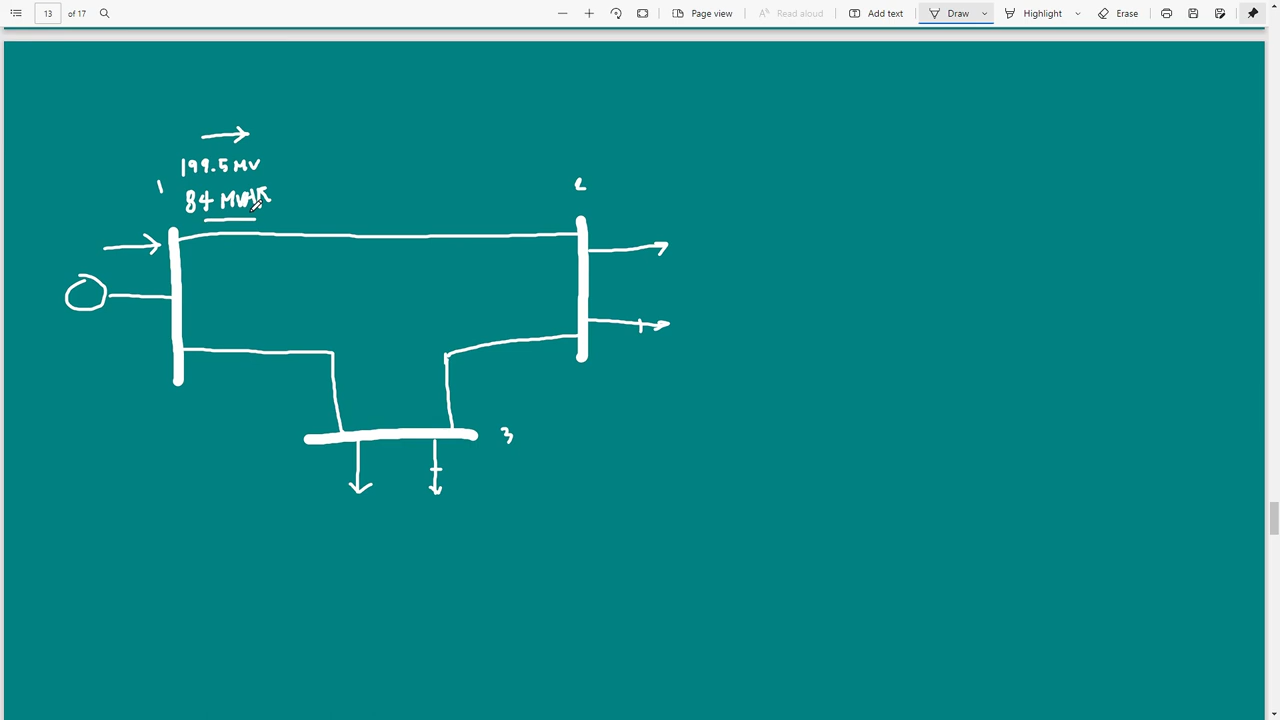 13 of 17 Page view Read aloud Add text Draw Highlight Erase
199.5 MV
1
84 MVAR
2
3